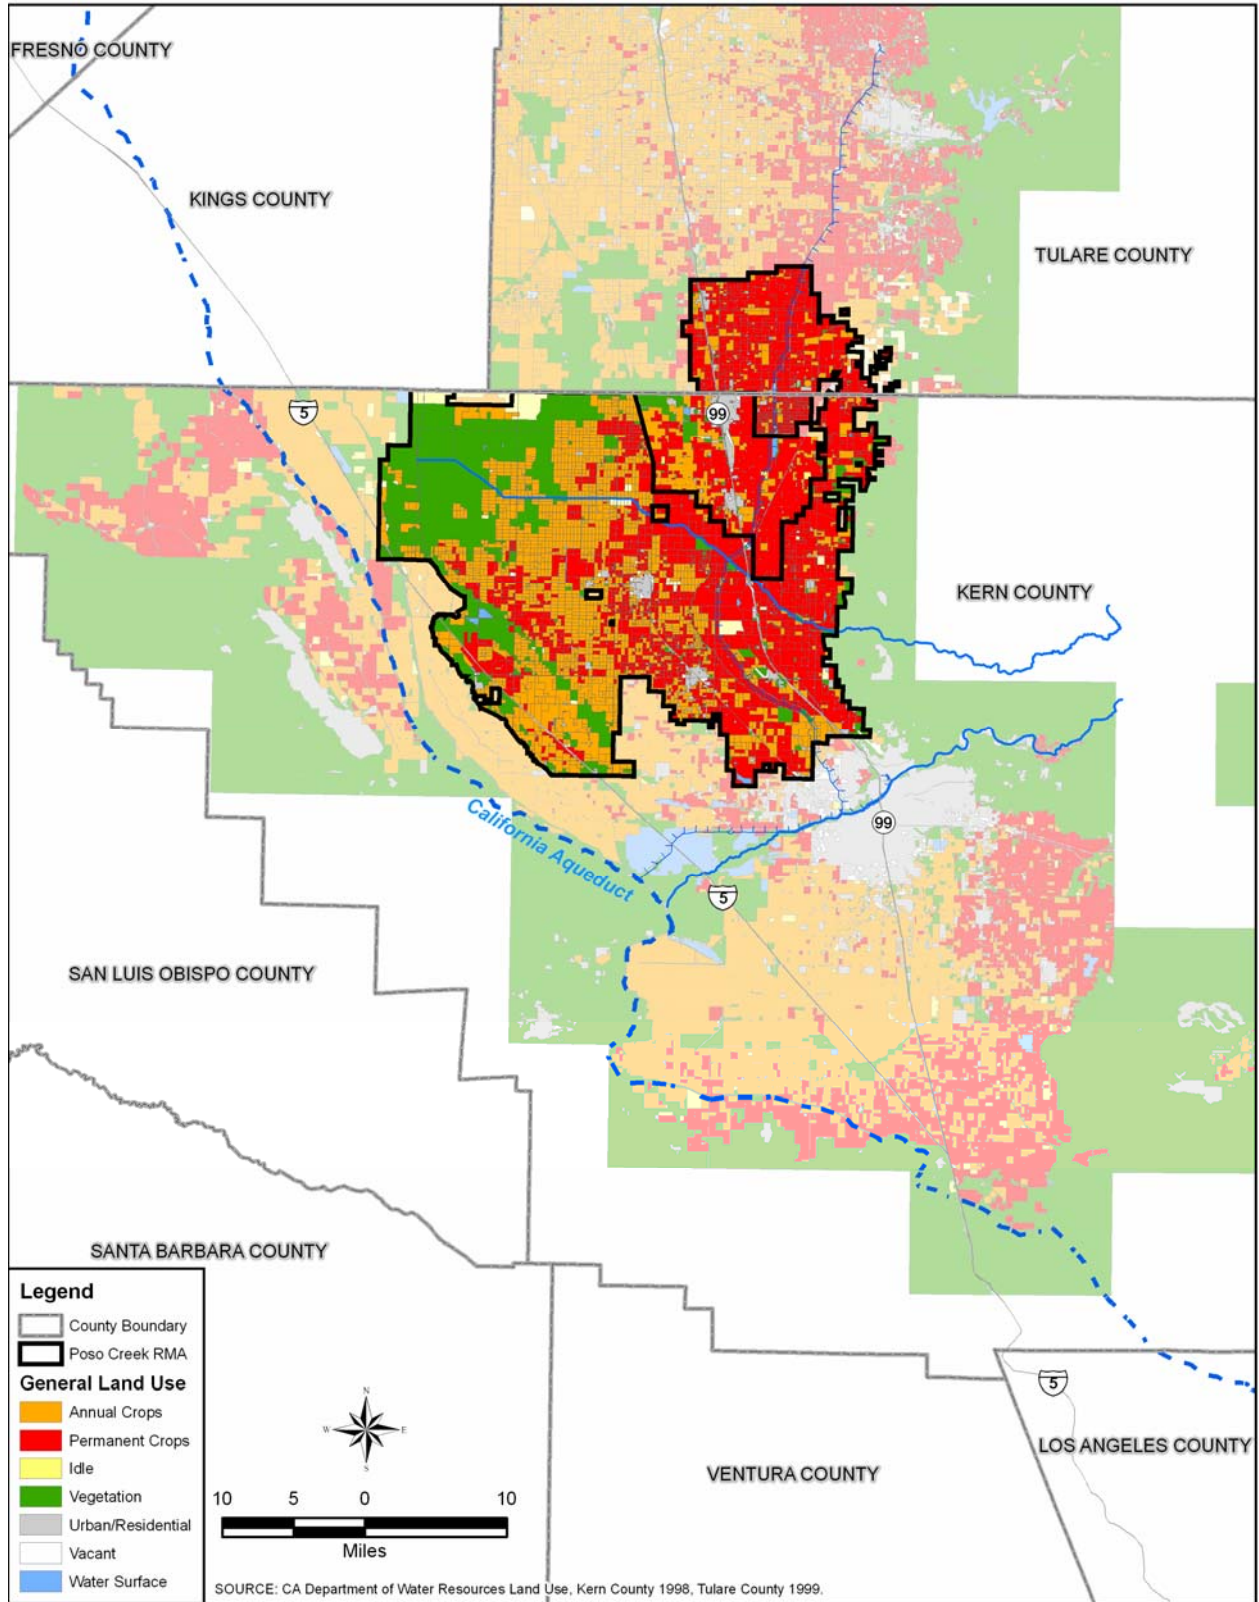 FRESNO COUNTY
KINGS COUNTY
TULARE COUNTY
5
99
KERN COUNTY
California Aqueduct
99
5
SAN LUIS OBISPO COUNTY
SANTA BARBARA COUNTY
Legend
County Boundary
Poso Creek RMA
General Land Use
Annual Crops
Permanent Crops
Idle
Vegetation
Urban/Residential
Vacant
Water Surface
N
W
E
S
10 5 0 10
Miles
5
LOS ANGELES COUNTY
VENTURA COUNTY
SOURCE: CA Department of Water Resources Land Use, Kern County 1998, Tulare County 1999.